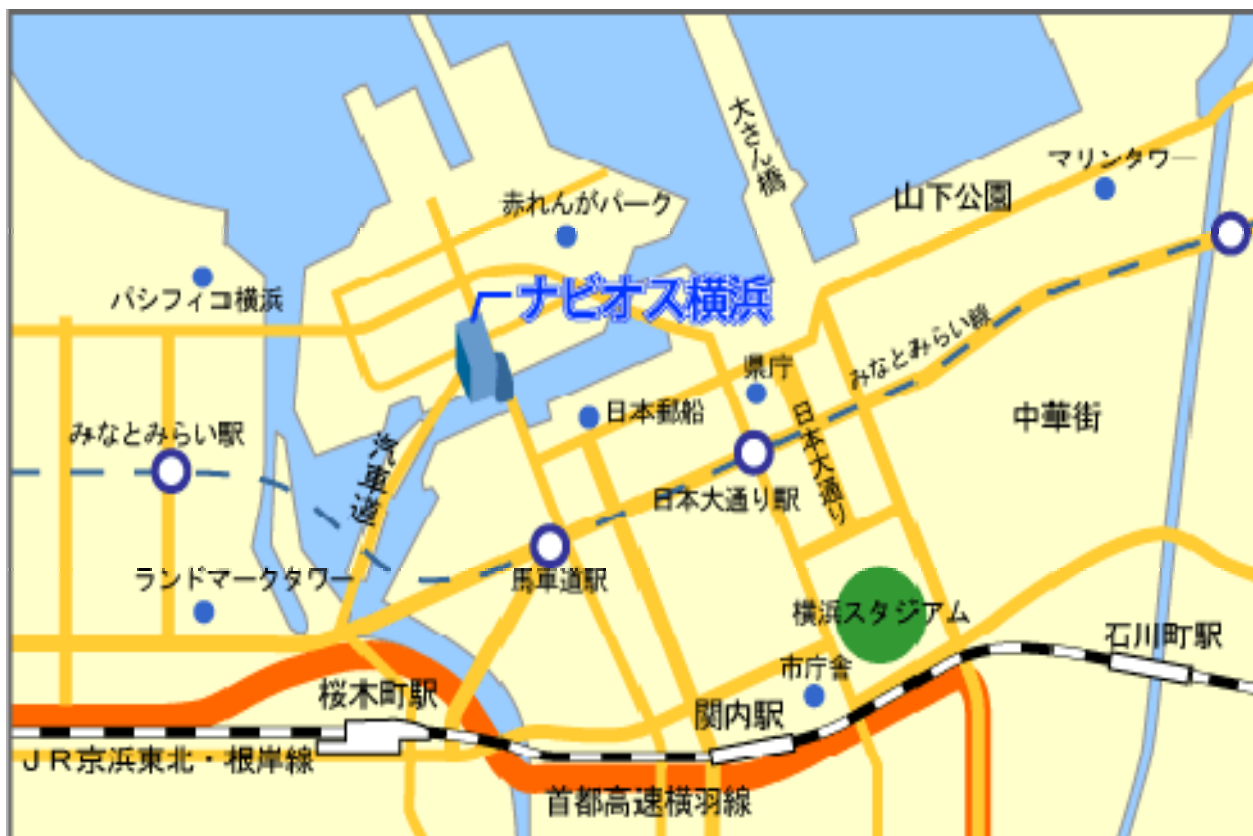 大さん橋
マリンタワー
山下公園
赤れんがパーク
パシフィコ横浜
ナビオス横浜
みなとみらい線
県庁
日本郵船
日本大通り
中華街
みなとみらい駅
汽車道
日本大通り駅
馬車道駅
ランドマークタワー
横浜スタジアム
石川町駅
市庁舎
桜木町駅
関内駅
JR京浜東北・根岸線
首都高速横羽線